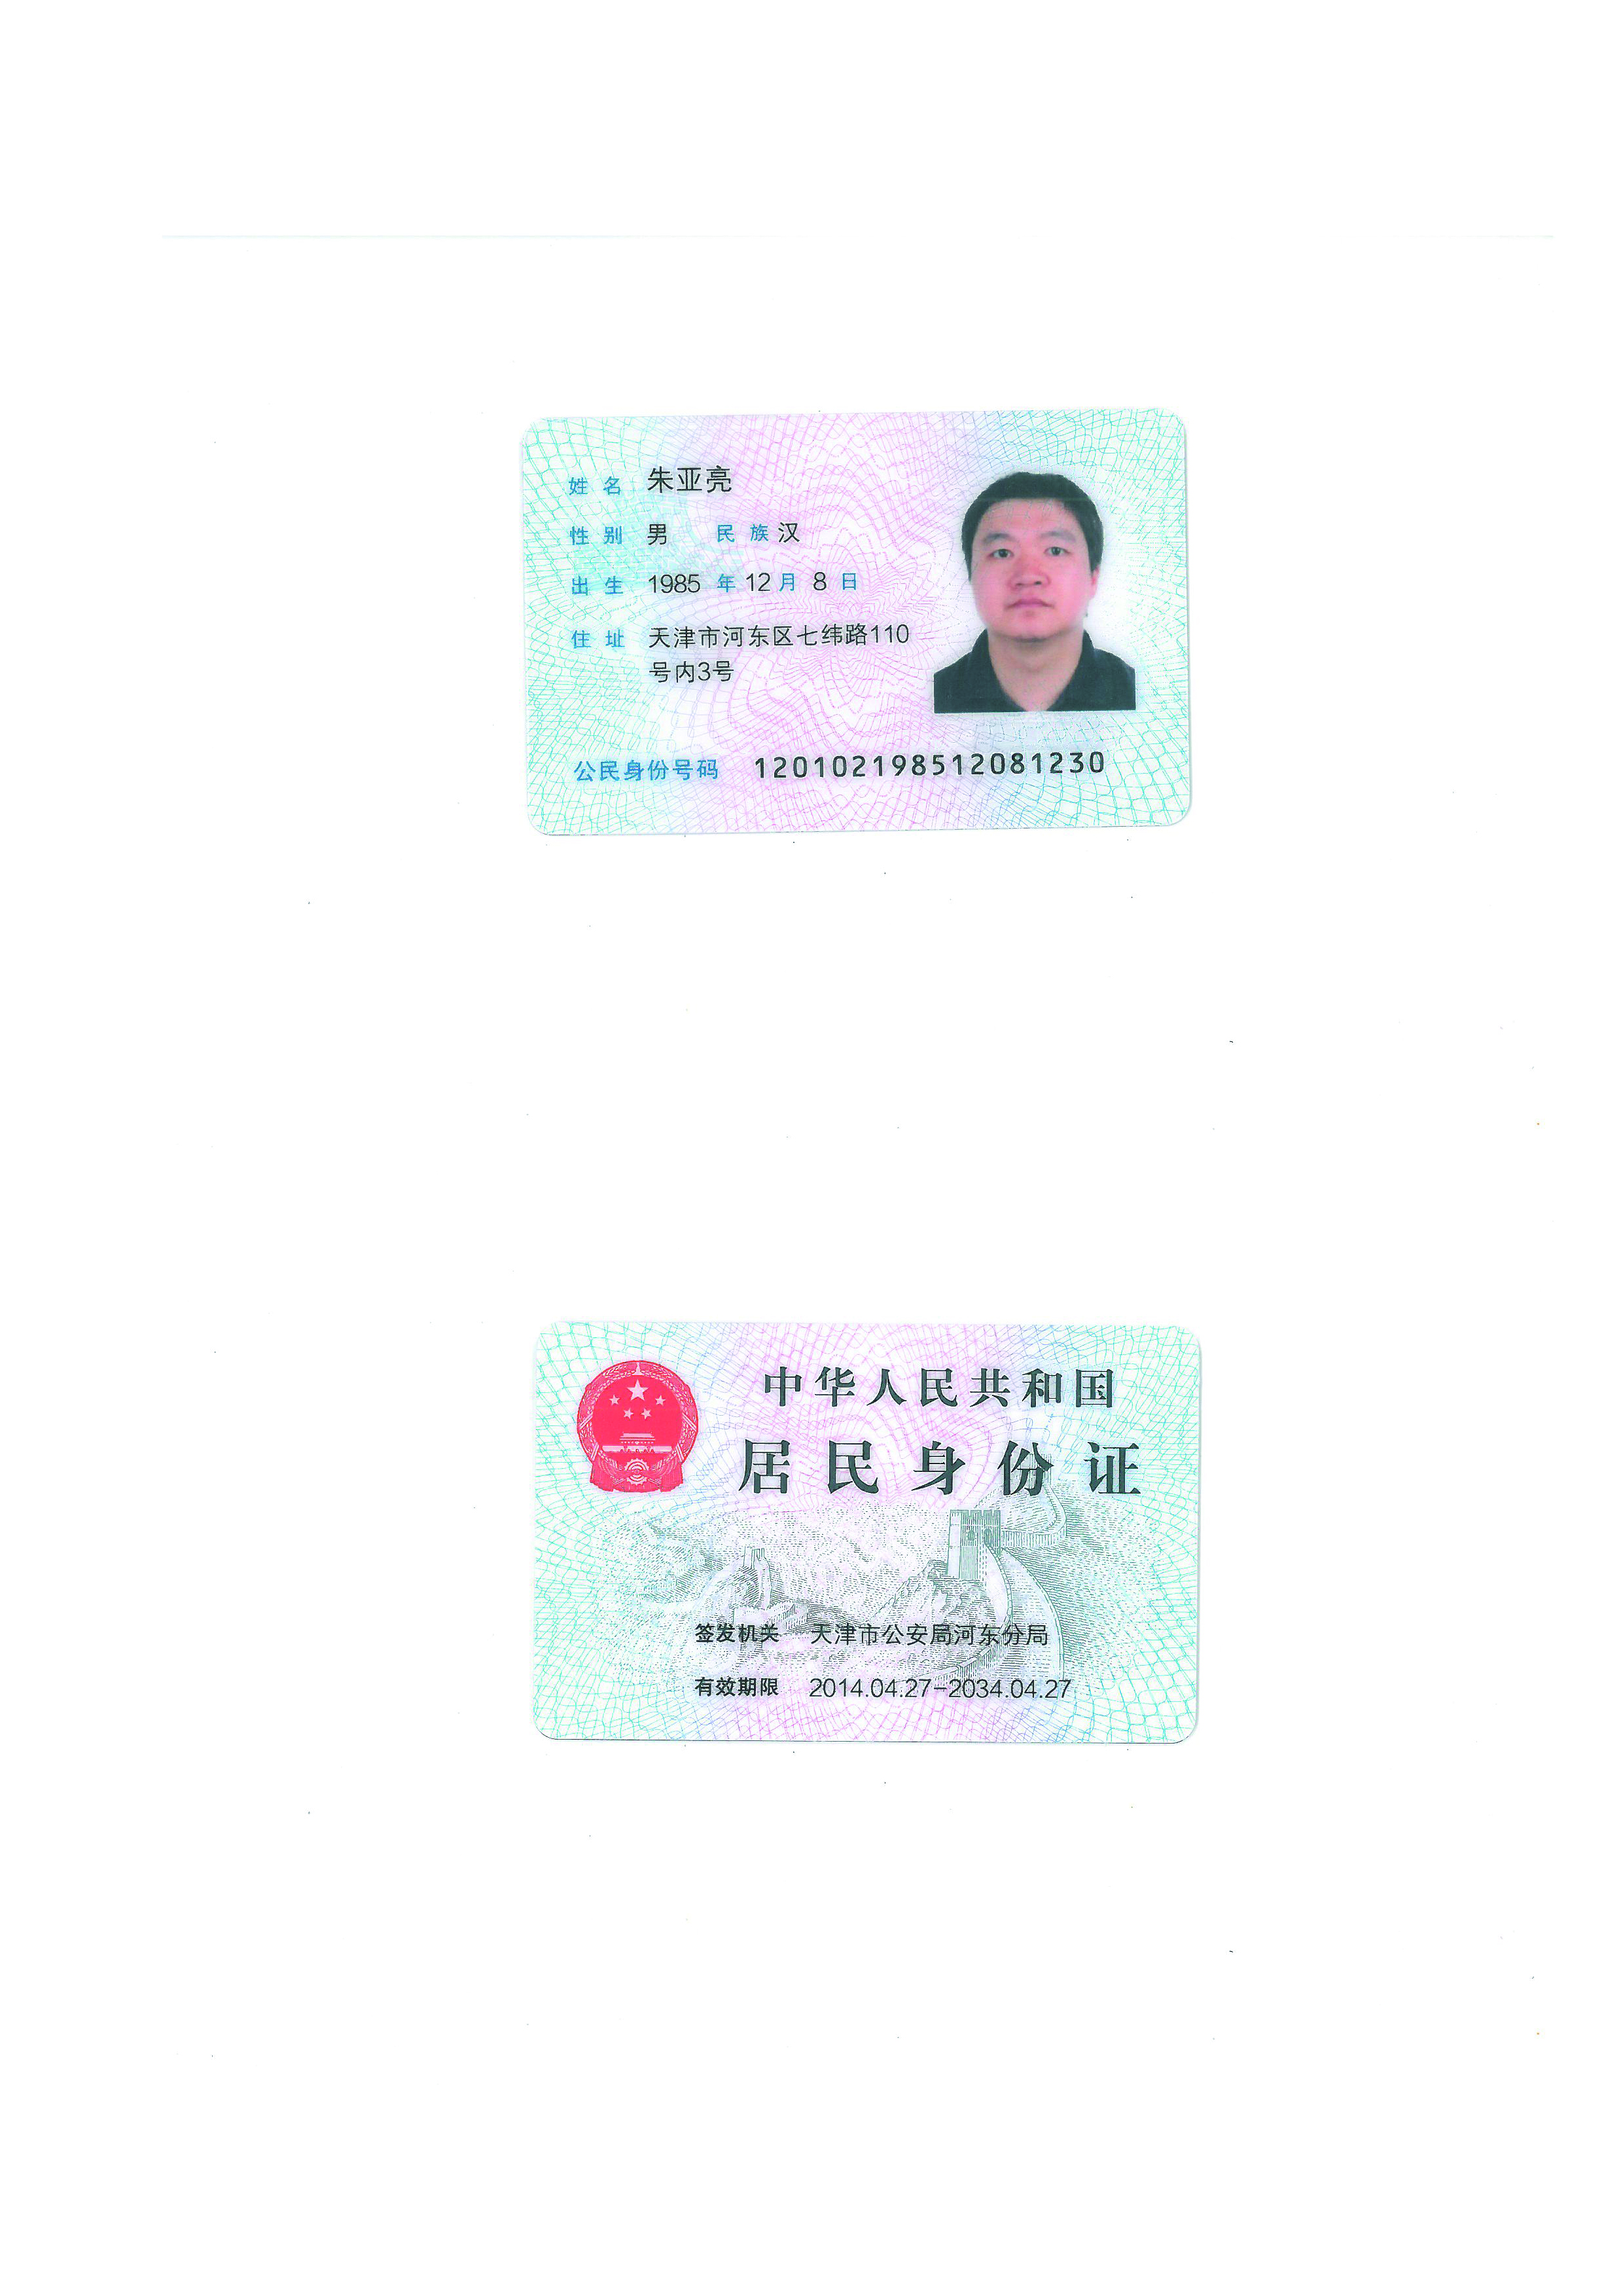 姓名 朱亚亮
性别 男 民族 汉
出生 1985 年 12 月 8 日
住址 天津市河东区七纬路110
号内3号
公民身份号码 120102198512081230
中华人民共和国
居民身份证
签发机关 天津市公安局河东分局
有效期限 2014.04.27-2034.04.27